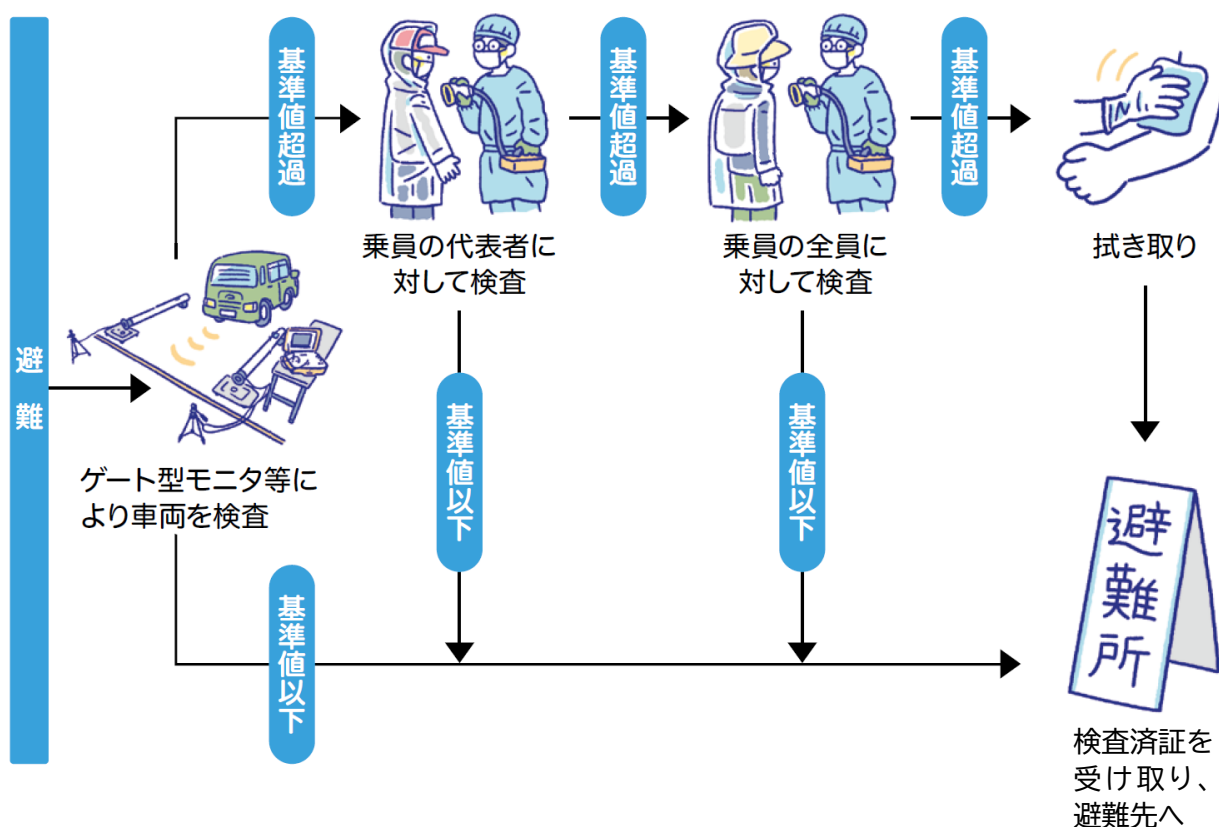 避難
ゲート型モニタ等に
より車両を検査
基準値超過
乗員の代表者に
対して検査
基準値超過
乗員の全員に
対して検査
基準値超過
拭き取り
基準値以下
基準値以下
基準値以下
避難所
検査済証を
受け取り、
避難先へ